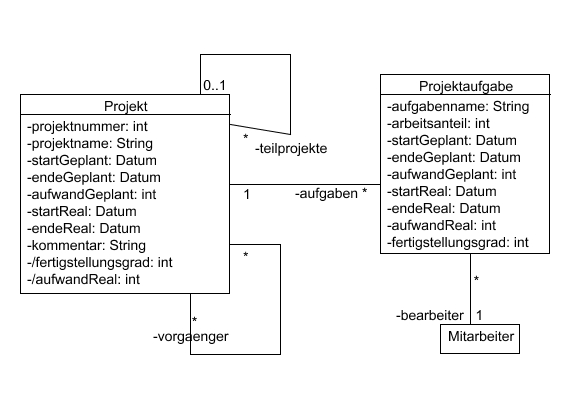 0..1
Projekt
-projektnummer: int
-projektname: String
-startGeplant: Datum
-endeGeplant: Datum
-aufwandGeplant: int
-startReal: Datum
-endeReal: Datum
-kommentar: String
-/fertigstellungsgrad: int
-/aufwandReal: int
*
-teilprojekte
1
-aufgaben *
*
*
-vorgaenger
Projektaufgabe
-aufgabenname: String
-arbeitsanteil: int
-startGeplant: Datum
-endeGeplant: Datum
-aufwandGeplant: int
-startReal: Datum
-endeReal: Datum
-aufwandReal: int
-fertigstellungsgrad: int
*
-bearbeiter 1
Mitarbeiter